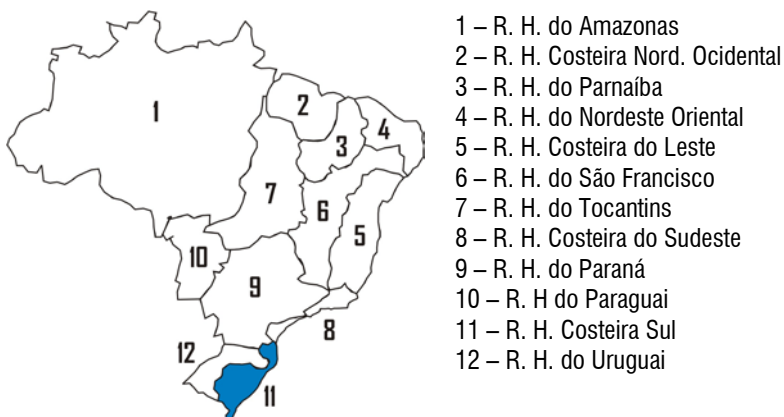 1 – R. H. do Amazonas
2 – R. H. Costeira Nord. Ocidental
3 – R. H. do Parnaíba
4 – R. H. do Nordeste Oriental
5 – R. H. Costeira do Leste
6 – R. H. do São Francisco
7 – R. H. do Tocantins
8 – R. H. Costeira do Sudeste
9 – R. H. do Paraná
10 – R. H do Paraguai
11 – R. H. Costeira Sul
12 – R. H. do Uruguai
1
2
3
4
7
6
5
10
9
8
12
11